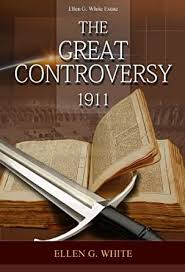 Ellen G. White Estate
THE
GREAT
CONTROVERSY
1911
ELLEN G. WHITE